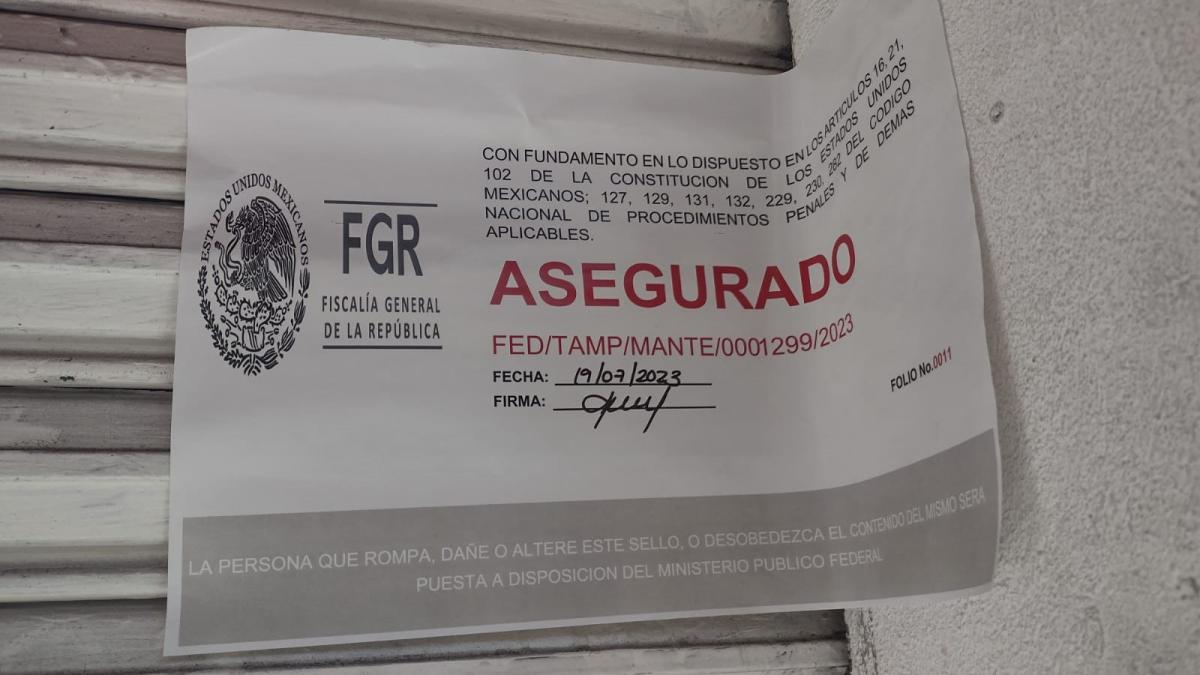 ESTADOS UNIDOS MEXICANOS
FGR
FISCALÍA GENERAL
DE LA REPÚBLICA
CON FUNDAMENTO EN LO DISPUESTO EN LOS ARTICULOS 16, 21,
102 DE LA CONSTITUCION DE LOS ESTADOS UNIDOS
MEXICANOS; 127, 129, 131, 132, 229, 230, 262 DEL CODIGO
NACIONAL DE PROCEDIMIENTOS PENALES Y DE DEMAS
APLICABLES.
ASEGURADO
FED/TAMP/MANTE/0001299/2023
FECHA: 19/07/2023
FIRMA:
FOLIO No.0011
LA PERSONA QUE ROMPA, DAÑE O ALTERE ESTE SELLO, O DESOBEDEZCA EL CONTENIDO DEL MISMO SERA
PUESTA A DISPOSICION DEL MINISTERIO PUBLICO FEDERAL